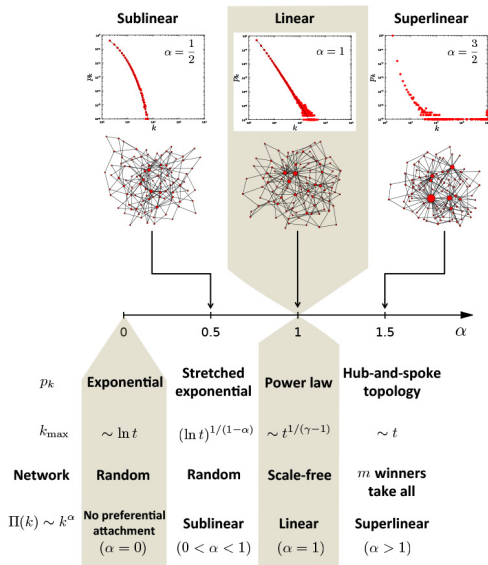 Sublinear Linear Superlinear
α = 1/2 α = 1 α = 3/2
p_k p_k p_k
k k k
0 0.5 1 1.5 α
p_k Exponential Stretched exponential Power law Hub-and-spoke topology
k_max ∼ ln t (ln t)^{1/(1−α)} ∼ t^{1/(γ−1)} ∼ t
Network Random Random Scale-free m winners take all
Π(k) ∼ k^α No preferential attachment (α = 0) Sublinear (0 < α < 1) Linear (α = 1) Superlinear (α > 1)